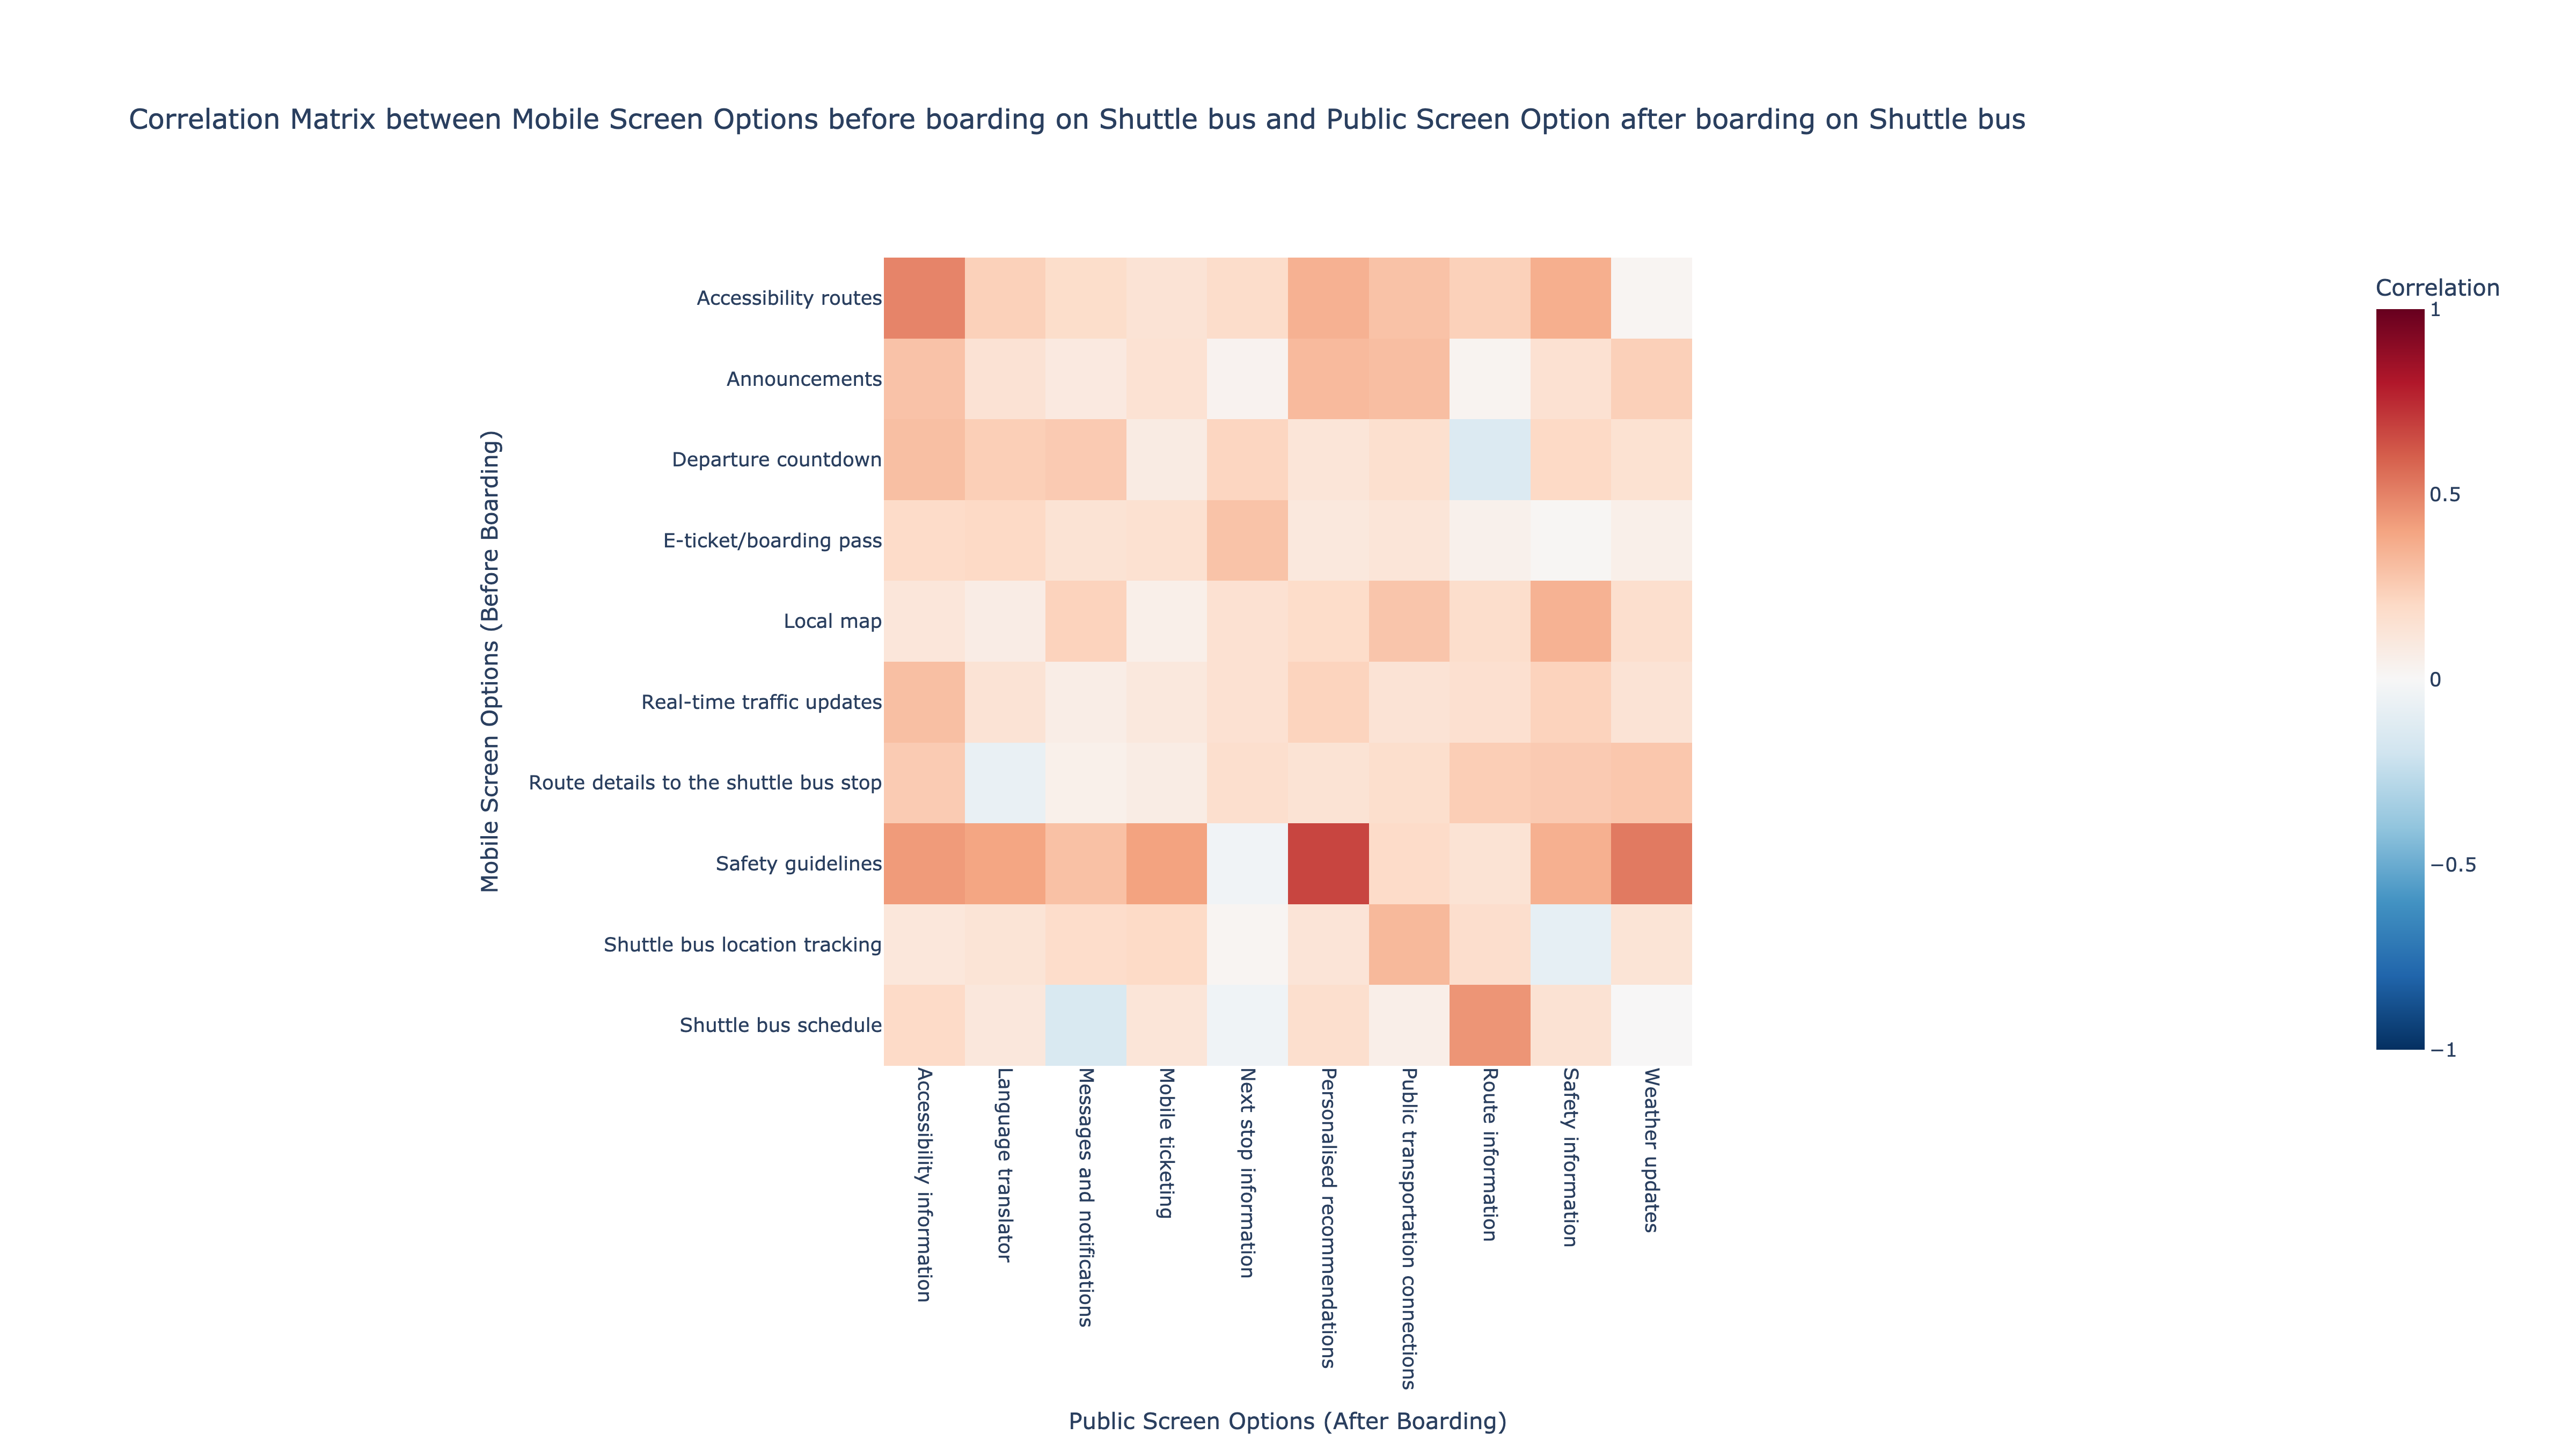 Correlation Matrix between Mobile Screen Options before boarding on Shuttle bus and Public Screen Option after boarding on Shuttle bus
Mobile Screen Options (Before Boarding)
Accessibility routes
Announcements
Departure countdown
E-ticket/boarding pass
Local map
Real-time traffic updates
Route details to the shuttle bus stop
Safety guidelines
Shuttle bus location tracking
Shuttle bus schedule
Accessibility information
Language translator
Messages and notifications
Mobile ticketing
Next stop information
Personalised recommendations
Public transportation connections
Route information
Safety information
Weather updates
Public Screen Options (After Boarding)
Correlation
1
0.5
0
−0.5
−1